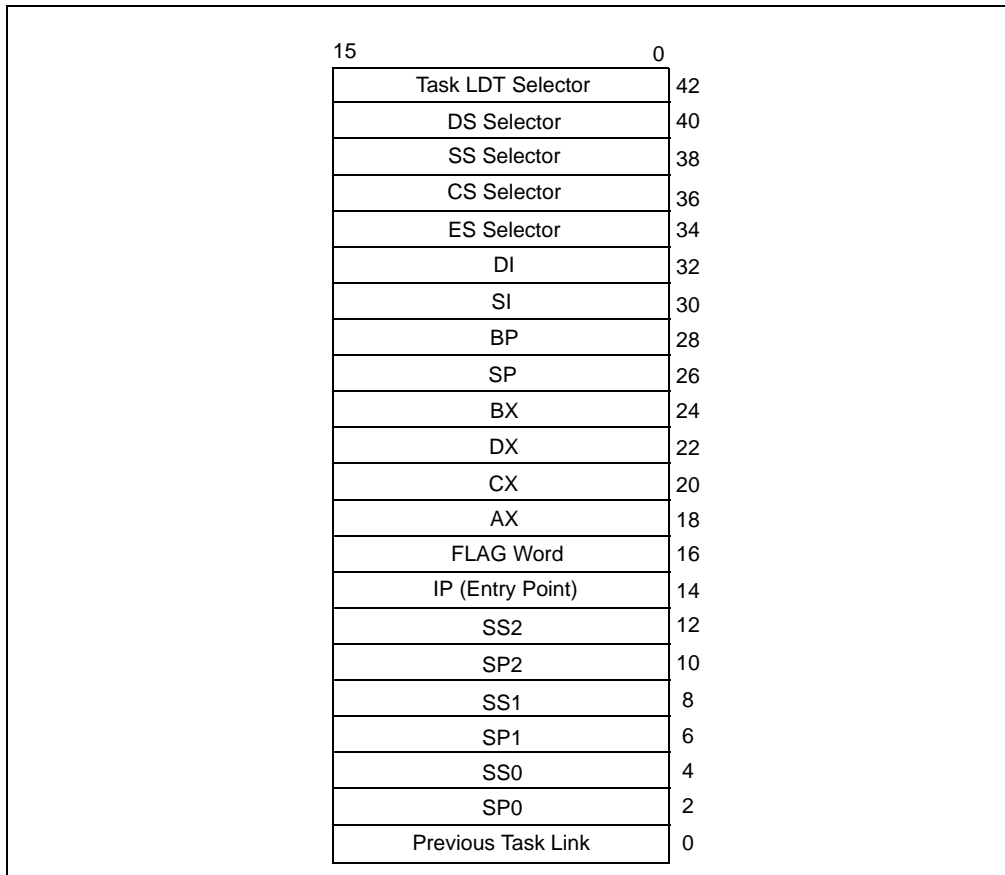 15 0
Task LDT Selector 42
DS Selector 40
SS Selector 38
CS Selector 36
ES Selector 34
DI 32
SI 30
BP 28
SP 26
BX 24
DX 22
CX 20
AX 18
FLAG Word 16
IP (Entry Point) 14
SS2 12
SP2 10
SS1 8
SP1 6
SS0 4
SP0 2
Previous Task Link 0